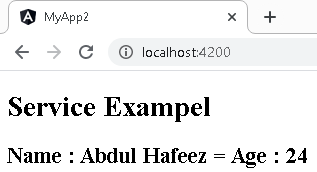 MyApp2
localhost:4200
Service Exampel
Name : Abdul Hafeez = Age : 24